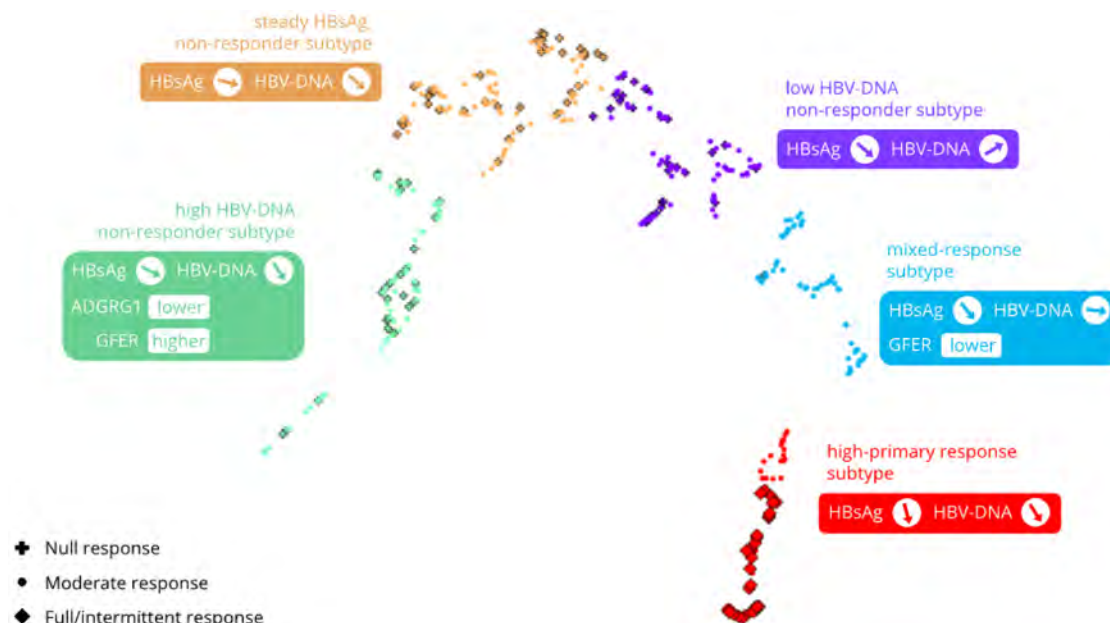 steady HBsAg,
non-responder subtype
HBsAg HBV-DNA
low HBV-DNA
non-responder subtype
HBsAg HBV-DNA
high HBV-DNA
non-responder subtype
HBsAg HBV-DNA
ADGRG1 lower
GFER higher
mixed-response
subtype
HBsAg HBV-DNA
GFER lower
high-primary response
subtype
HBsAg HBV-DNA
Null response
Moderate response
Full/intermittent response